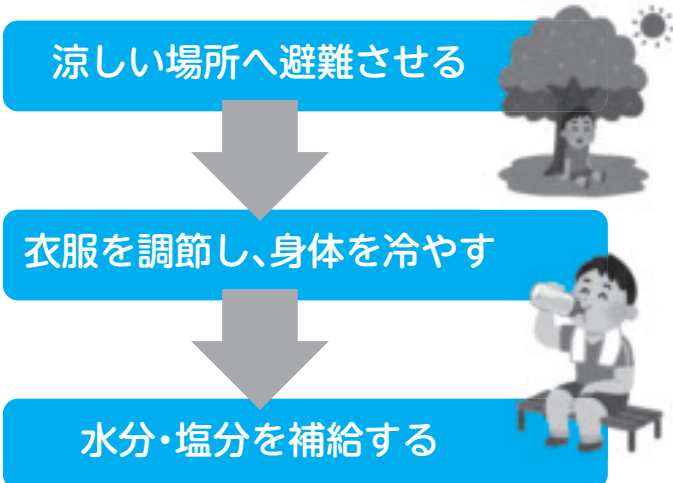 涼しい場所へ避難させる
衣服を調節し、身体を冷やす
水分・塩分を補給する